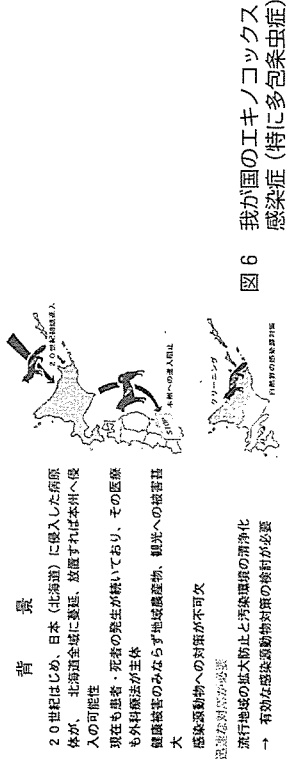 背　景
２０世紀はじめ、日本（北海道）に侵入した病原
体が、 北海道全域に蔓延、放置すれば本州へ侵
入の可能性
現在も患者・死者の発生が続いており、その医療
も外科療法が主体
健康被害のみならず地域農産物、観光への被害甚
大
感染源動物への対策が不可欠
迅速な対応が必要
流行地域の拡大防止と汚染環境の清浄化
→ 有効な感染源動物対策の検討が必要
２０世紀初頭侵入
本州への進入阻止
STOP
クリーニング
自然界の感染源対策
図 6 我が国のエキノコックス
感染症（特に多包条虫症）